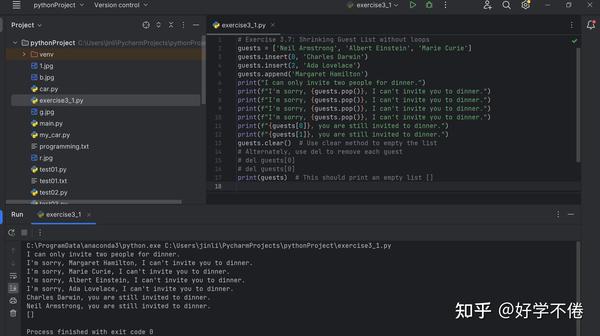 pythonProject
Version control
exercise3_1
Project
pythonProject C:\Users\jinli\PycharmProjects\pythonProject
venv
1.jpg
b.jpg
car.py
exercise3_1.py
g.jpg
main.py
my_car.py
programming.txt
r.jpg
test01.py
test01.txt
test02.py
exercise3_1.py
1
2
3
4
5
6
7
8
9
10
11
12
13
14
15
16
17
18
# Exercise 3.7: Shrinking Guest List without loops
guests = ['Neil Armstrong', 'Albert Einstein', 'Marie Curie']
guests.insert(0, 'Charles Darwin')
guests.insert(2, 'Ada Lovelace')
guests.append('Margaret Hamilton')
print("I can only invite two people for dinner.")
print(f"I'm sorry, {guests.pop()}, I can't invite you to dinner.")
print(f"I'm sorry, {guests.pop()}, I can't invite you to dinner.")
print(f"I'm sorry, {guests.pop()}, I can't invite you to dinner.")
print(f"I'm sorry, {guests.pop()}, I can't invite you to dinner.")
print(f"{guests[0]}, you are still invited to dinner.")
print(f"{guests[1]}, you are still invited to dinner.")
guests.clear() # Use clear method to empty the list
# Alternately, use del to remove each guest
# del guests[0]
# del guests[0]
print(guests) # This should print an empty list []
Run
exercise3_1
C:\ProgramData\anaconda3\python.exe C:\Users\jinli\PycharmProjects\pythonProject\exercise3_1.py
I can only invite two people for dinner.
I'm sorry, Margaret Hamilton, I can't invite you to dinner.
I'm sorry, Marie Curie, I can't invite you to dinner.
I'm sorry, Albert Einstein, I can't invite you to dinner.
I'm sorry, Ada Lovelace, I can't invite you to dinner.
Charles Darwin, you are still invited to dinner.
Neil Armstrong, you are still invited to dinner.
[]
Process finished with exit code 0
知乎 @好学不倦